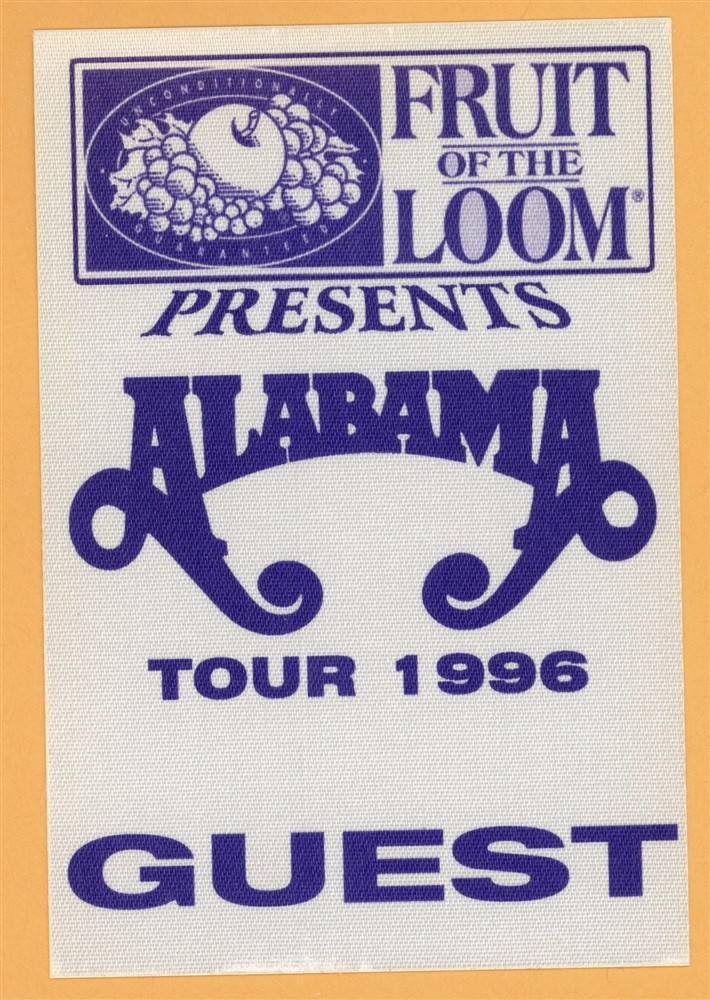 UNCONDITIONALLY
GUARANTEED
FRUIT
OF THE
LOOM®
PRESENTS
ALABAMA
TOUR 1996
GUEST